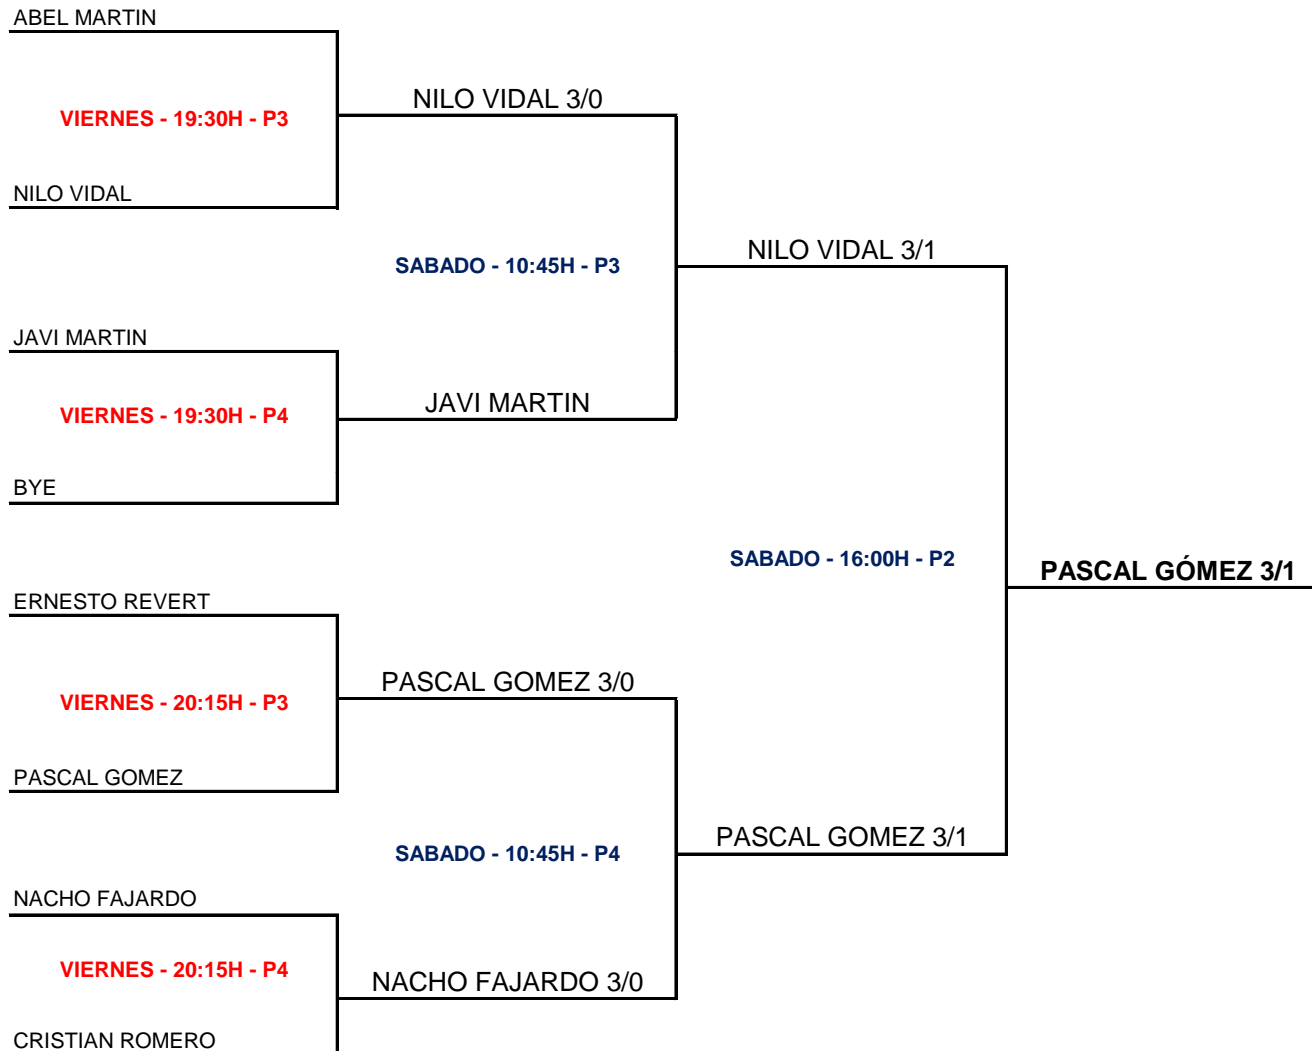 ABEL MARTIN
NILO VIDAL 3/0
VIERNES - 19:30H - P3
NILO VIDAL
NILO VIDAL 3/1
SABADO - 10:45H - P3
JAVI MARTIN
JAVI MARTIN
VIERNES - 19:30H - P4
BYE
SABADO - 16:00H - P2
PASCAL GÓMEZ 3/1
ERNESTO REVERT
PASCAL GOMEZ 3/0
VIERNES - 20:15H - P3
PASCAL GOMEZ
PASCAL GOMEZ 3/1
SABADO - 10:45H - P4
NACHO FAJARDO
VIERNES - 20:15H - P4
NACHO FAJARDO 3/0
CRISTIAN ROMERO